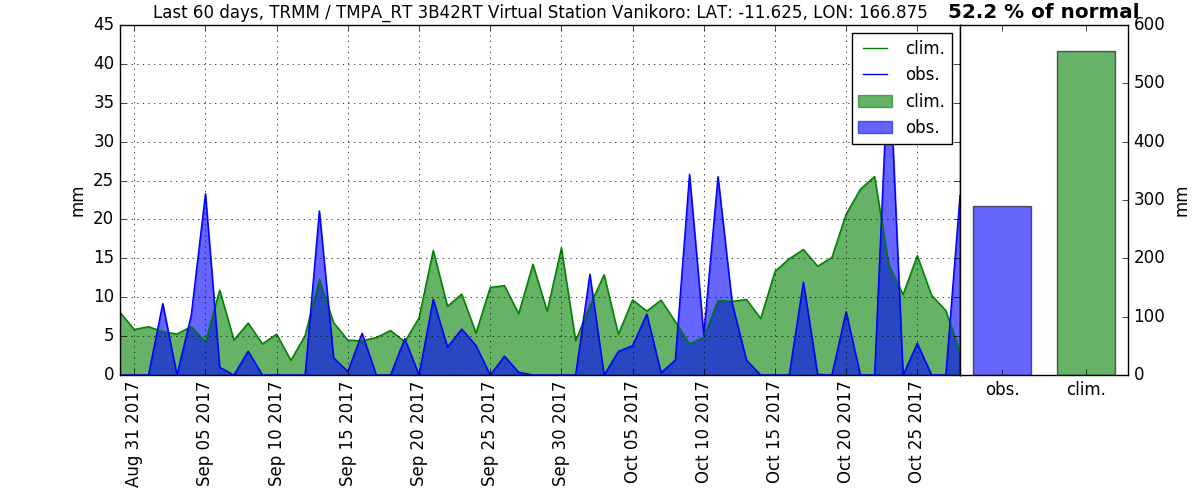 Last 60 days, TRMM / TMPA_RT 3B42RT Virtual Station Vanikoro: LAT: -11.625, LON: 166.875
52.2 % of normal
45
40
35
30
25
20
15
10
5
0
mm
clim.
obs.
clim.
obs.
600
500
400
300
200
100
0
mm
Aug 31 2017
Sep 05 2017
Sep 10 2017
Sep 15 2017
Sep 20 2017
Sep 25 2017
Sep 30 2017
Oct 05 2017
Oct 10 2017
Oct 15 2017
Oct 20 2017
Oct 25 2017
obs.
clim.